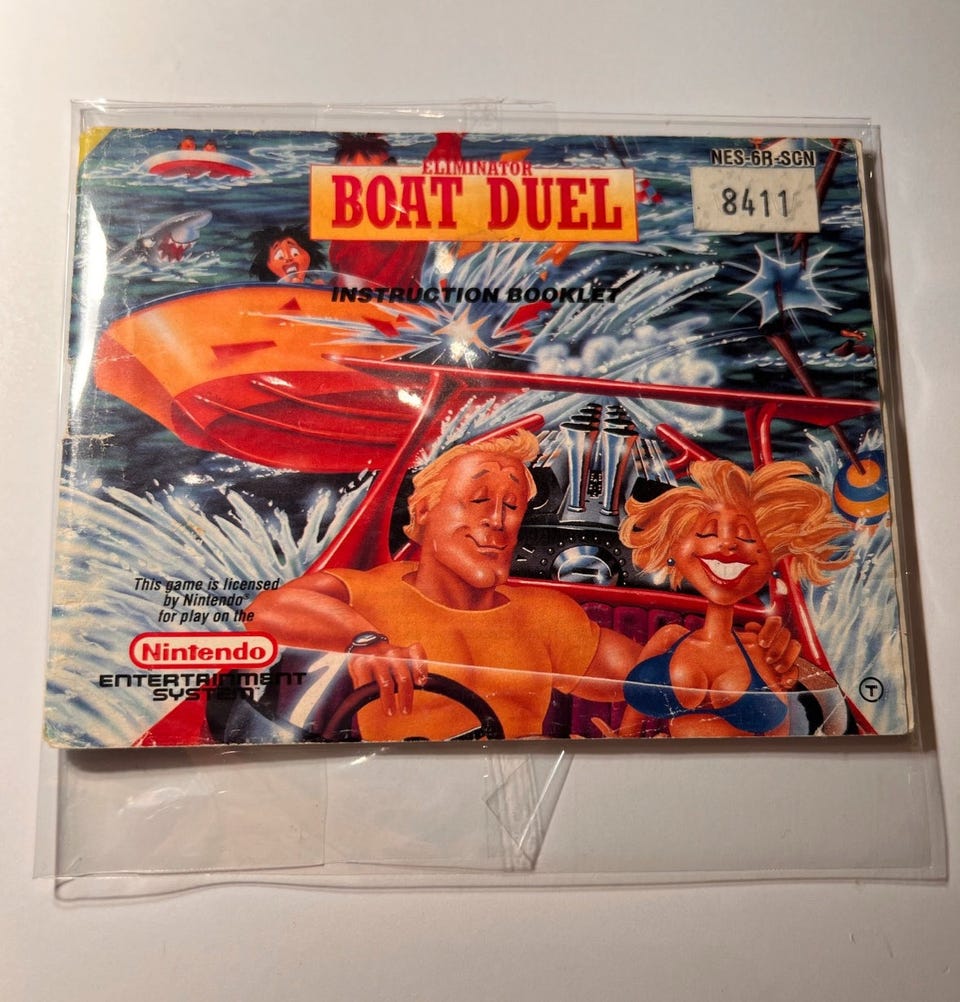 ELIMINATOR
BOAT DUEL
NES-6R-SCN
8411
INSTRUCTION BOOKLET
This game is licensed
by Nintendo®
for play on the
Nintendo
ENTERTAINMENT
SYSTEM™
T